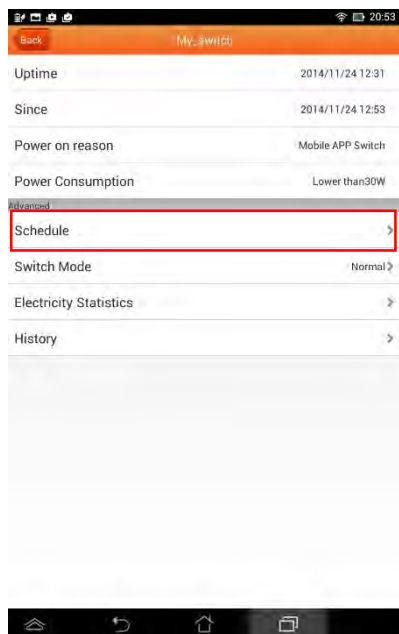 20:53
Back My_switch
Uptime 2014/11/24 12:31
Since 2014/11/24 12:53
Power on reason Mobile APP Switch
Power Consumption Lower than30W
Advanced
Schedule >
Switch Mode Normal >
Electricity Statistics >
History >